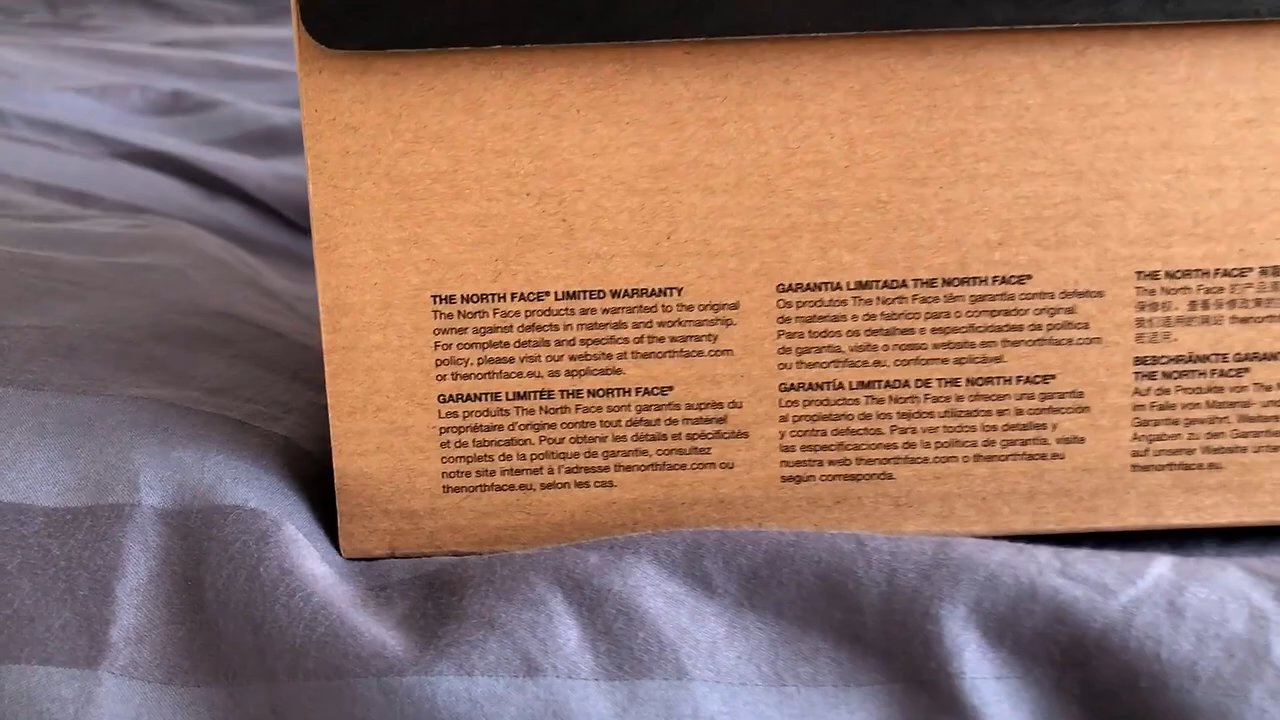 THE NORTH FACE® LIMITED WARRANTY
The North Face products are warranted to the original
owner against defects in materials and workmanship.
For complete details and specifics of the warranty
policy, please visit our website at thenorthface.com
or thenorthface.eu, as applicable.
GARANTIE LIMITÉE THE NORTH FACE®
Les produits The North Face sont garantis auprès du
propriétaire d'origine contre tout défaut de matériel
et de fabrication. Pour obtenir les détails et spécificités
complets de la politique de garantie, consultez
notre site internet à l'adresse thenorthface.com ou
thenorthface.eu, selon les cas.
GARANTIA LIMITADA THE NORTH FACE®
Os produtos The North Face têm garantia contra defeitos
de materiais e de fabrico para o comprador original.
Para todos os detalhes e especificidades da política
de garantia, visite o nosso website em thenorthface.com
ou thenorthface.eu, conforme aplicável.
GARANTÍA LIMITADA DE THE NORTH FACE®
Los productos The North Face le ofrecen una garantía
al propietario de los tejidos utilizados en la confección
y contra defectos. Para ver todos los detalles y
las especificaciones de la política de garantía, visite
nuestra web thenorthface.com o thenorthface.eu
según corresponda.
THE NORTH FACE®
The North Face 的产品
BESCHRÄNKTE
THE NORTH FACE®
Auf die Produkte von The
im Falle von Material-
Garantie gewährt.
Angaben zu den
auf unserer Website
thenorthface.eu.